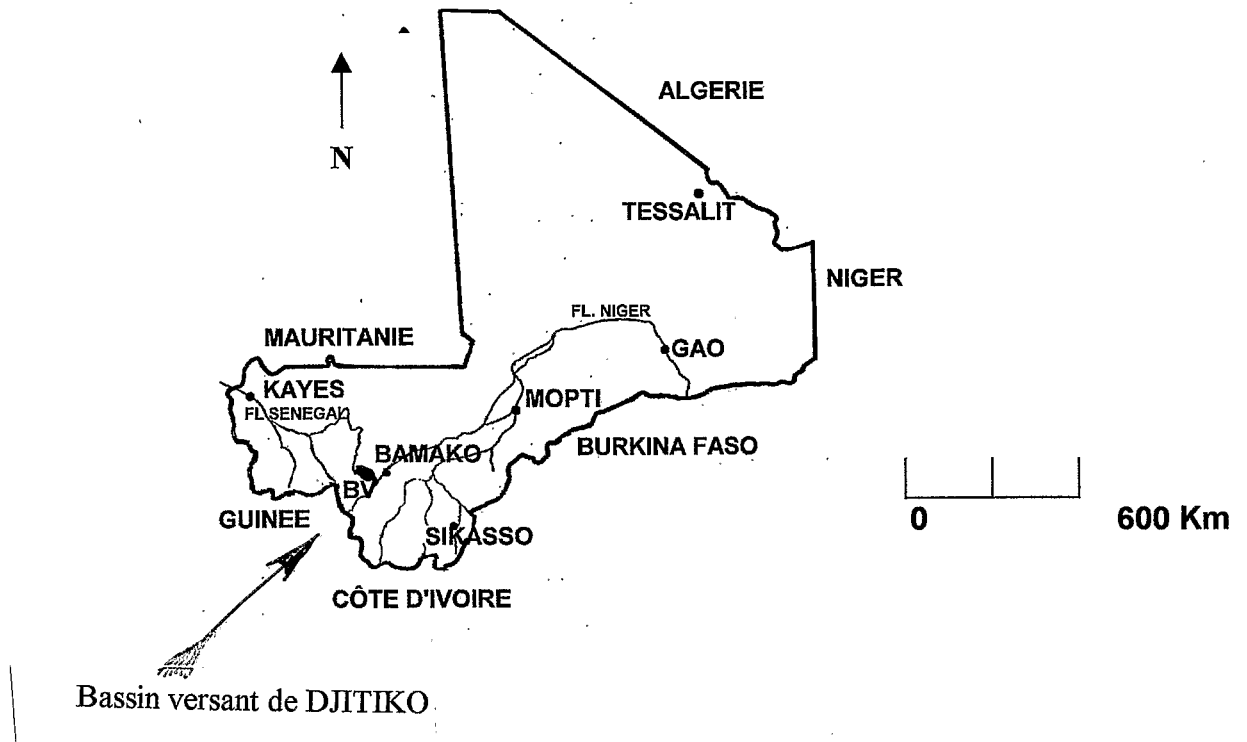 ALGERIE
N
TESSALIT
NIGER
FL. NIGER
MAURITANIE
GAO
KAYES
MOPTI
FL SENEGAL
BURKINA FASO
BAMAKO
BV
GUINEE
SIKASSO
0 600 Km
CÔTE D'IVOIRE
Bassin versant de DJITIKO